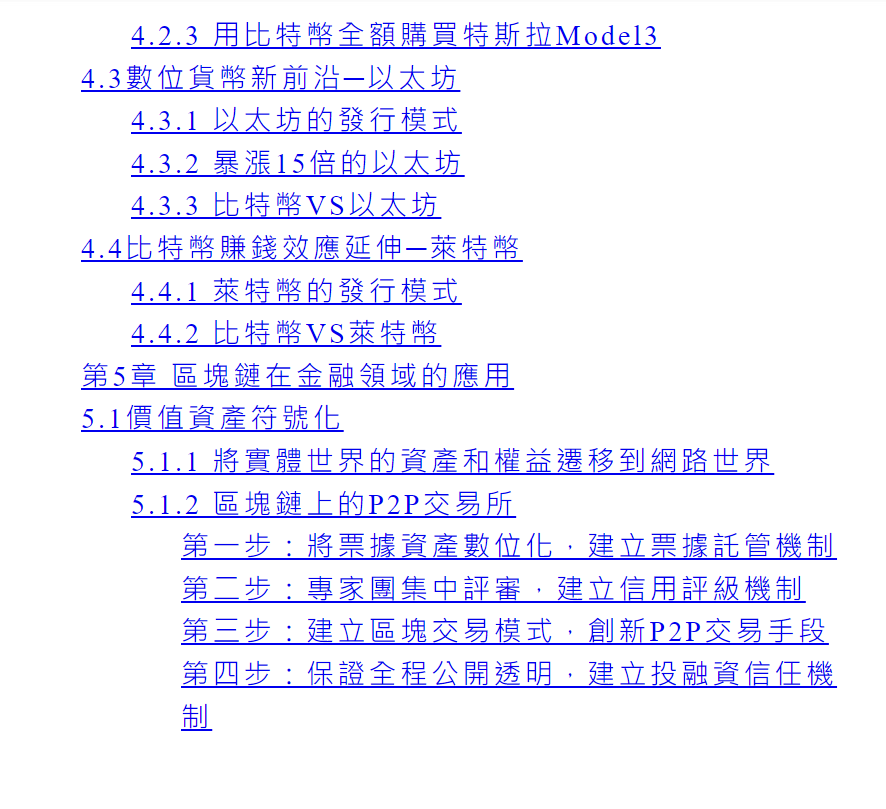 4.2.3 用比特幣全額購買特斯拉Model3
4.3數位貨幣新前沿─以太坊
4.3.1 以太坊的發行模式
4.3.2 暴漲15倍的以太坊
4.3.3 比特幣VS以太坊
4.4比特幣賺錢效應延伸─萊特幣
4.4.1 萊特幣的發行模式
4.4.2 比特幣VS萊特幣
第5章 區塊鏈在金融領域的應用
5.1價值資產符號化
5.1.1 將實體世界的資產和權益遷移到網路世界
5.1.2 區塊鏈上的P2P交易所
第一步：將票據資產數位化，建立票據託管機制
第二步：專家團集中評審，建立信用評級機制
第三步：建立區塊交易模式，創新P2P交易手段
第四步：保證全程公開透明，建立投融資信任機
制